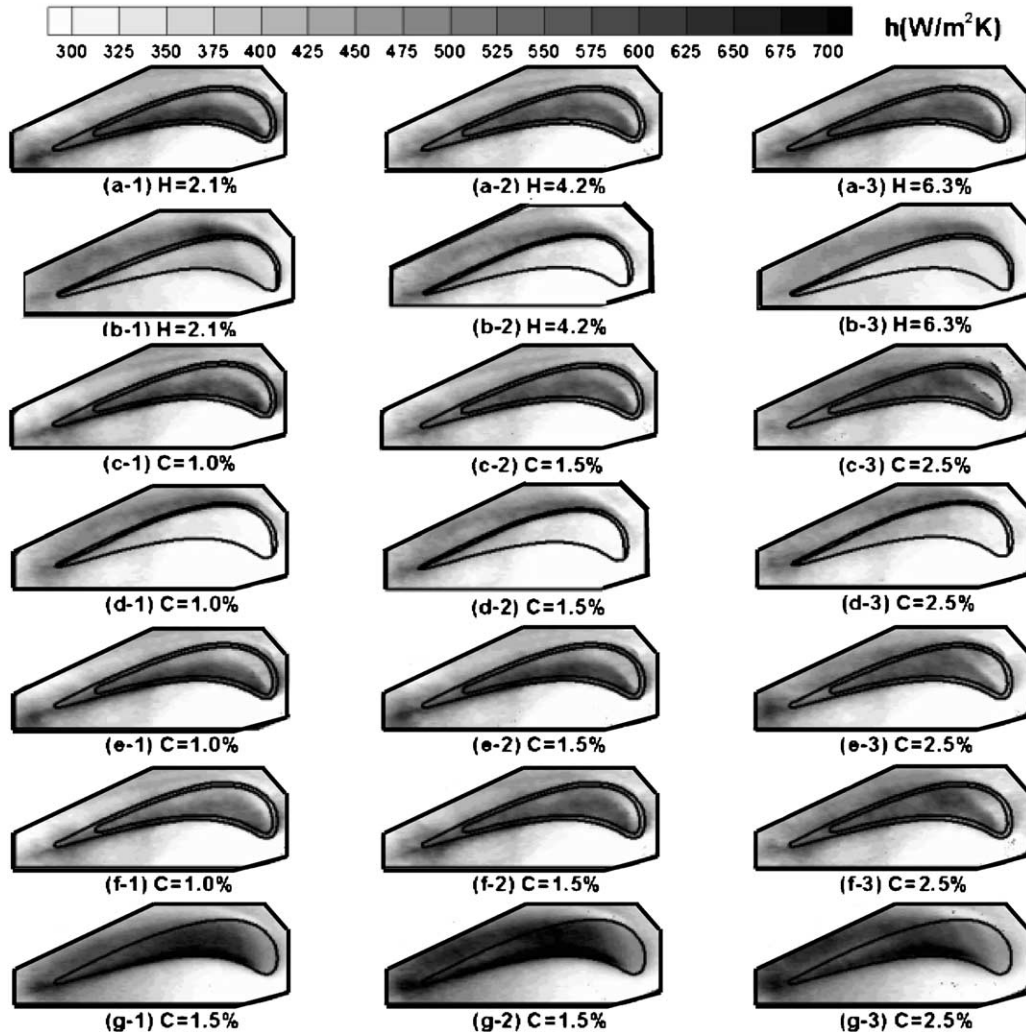 h(W/m²K)
300 325 350 375 400 425 450 475 500 525 550 575 600 625 650 675 700
(a-1) H=2.1% (a-2) H=4.2% (a-3) H=6.3%
(b-1) H=2.1% (b-2) H=4.2% (b-3) H=6.3%
(c-1) C=1.0% (c-2) C=1.5% (c-3) C=2.5%
(d-1) C=1.0% (d-2) C=1.5% (d-3) C=2.5%
(e-1) C=1.0% (e-2) C=1.5% (e-3) C=2.5%
(f-1) C=1.0% (f-2) C=1.5% (f-3) C=2.5%
(g-1) C=1.5% (g-2) C=1.5% (g-3) C=2.5%